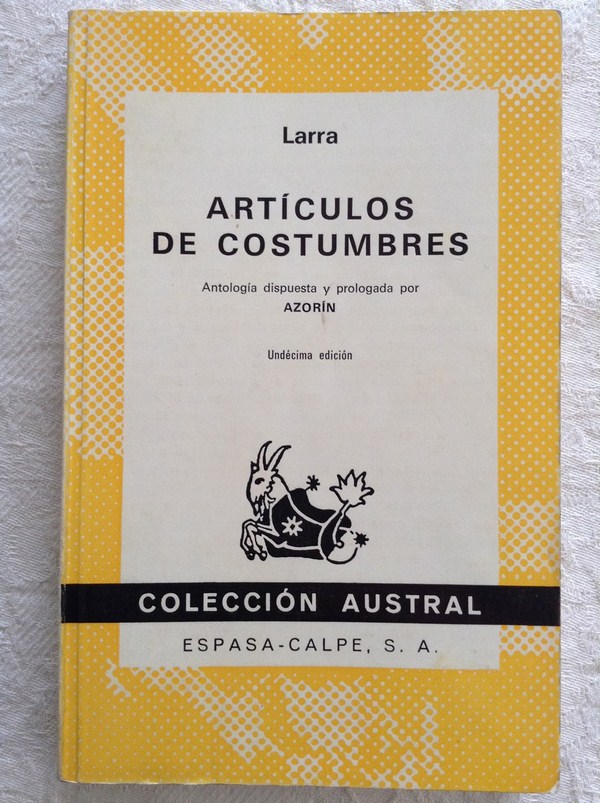 Larra
ARTÍCULOS
DE COSTUMBRES
Antología dispuesta y prologada por
AZORÍN
Undécima edición
COLECCIÓN AUSTRAL
ESPASA-CALPE, S. A.